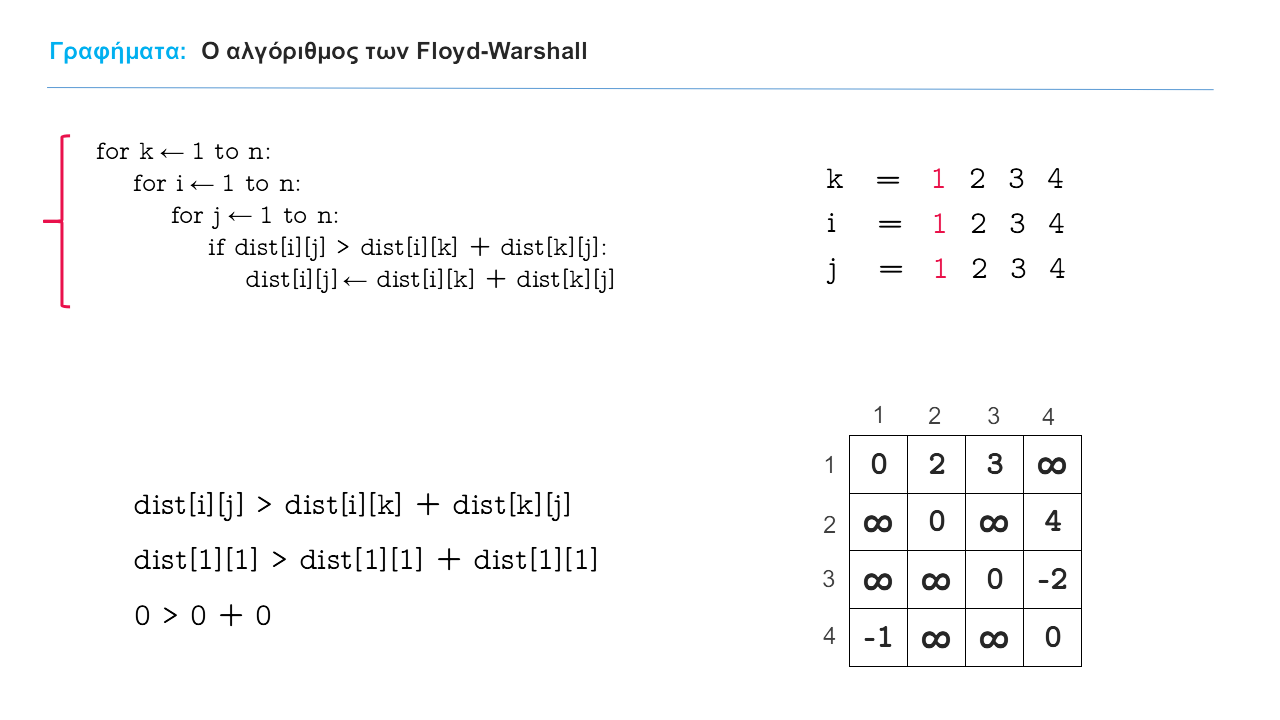 Γραφήματα: Ο αλγόριθμος των Floyd-Warshall
for k ← 1 to n:
for i ← 1 to n:
for j ← 1 to n:
if dist[i][j] > dist[i][k] + dist[k][j]:
dist[i][j] ← dist[i][k] + dist[k][j]
k = 1 2 3 4
i = 1 2 3 4
j = 1 2 3 4
dist[i][j] > dist[i][k] + dist[k][j]
dist[1][1] > dist[1][1] + dist[1][1]
0 > 0 + 0
1 2 3 4
1 0 2 3 ∞
2 ∞ 0 ∞ 4
3 ∞ ∞ 0 -2
4 -1 ∞ ∞ 0